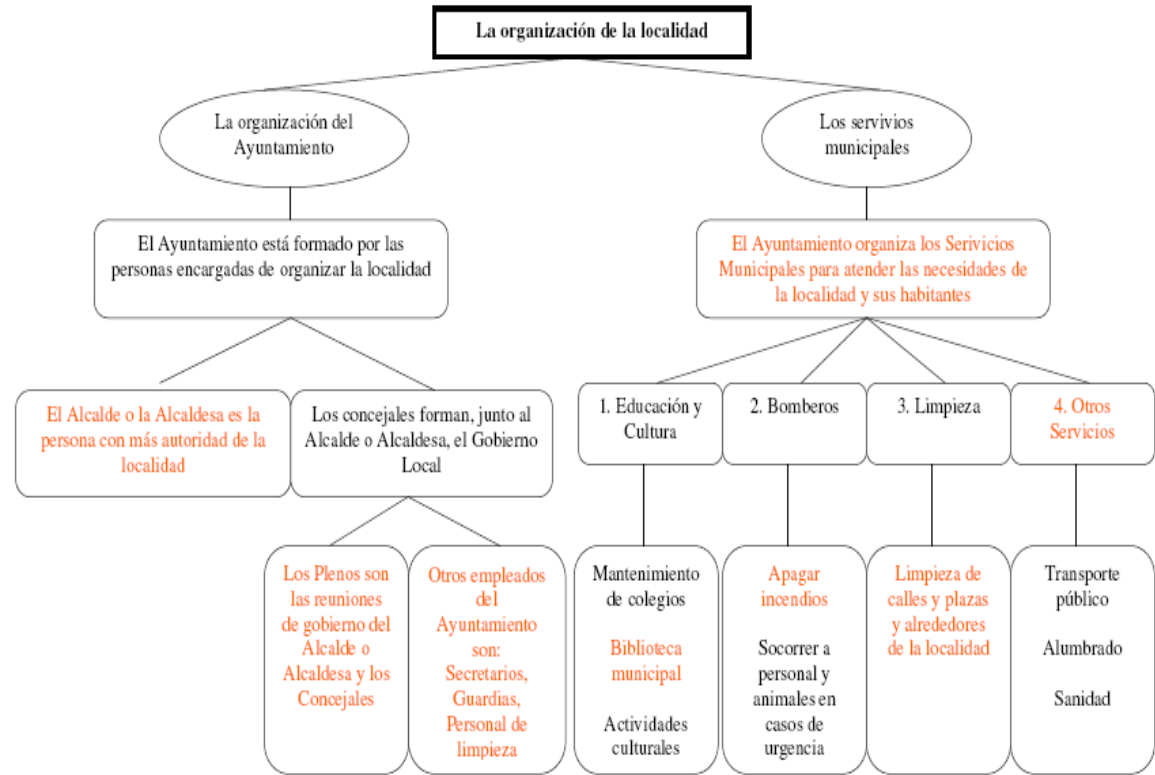 La organización de la localidad
La organización del
Ayuntamiento
Los servivios
municipales
El Ayuntamiento está formado por las
personas encargadas de organizar la localidad
El Ayuntamiento organiza los Serivicios
Municipales para atender las necesidades de
la localidad y sus habitantes
El Alcalde o la Alcaldesa es la
persona con más autoridad de la
localidad
Los concejales forman, junto al
Alcalde o Alcaldesa, el Gobierno
Local
1. Educación y
Cultura
2. Bomberos
3. Limpieza
4. Otros
Servicios
Los Plenos son
las reuniones
de gobierno del
Alcalde o
Alcaldesa y los
Concejales
Otros empleados
del
Ayuntamiento
son:
Secretarios,
Guardias,
Personal de
limpieza
Mantenimiento
de colegios
Biblioteca
municipal
Actividades
culturales
Apagar
incendios
Socorrer a
personal y
animales en
casos de
urgencia
Limpieza de
calles y plazas
y alrededores
de la localidad
Transporte
público
Alumbrado
Sanidad